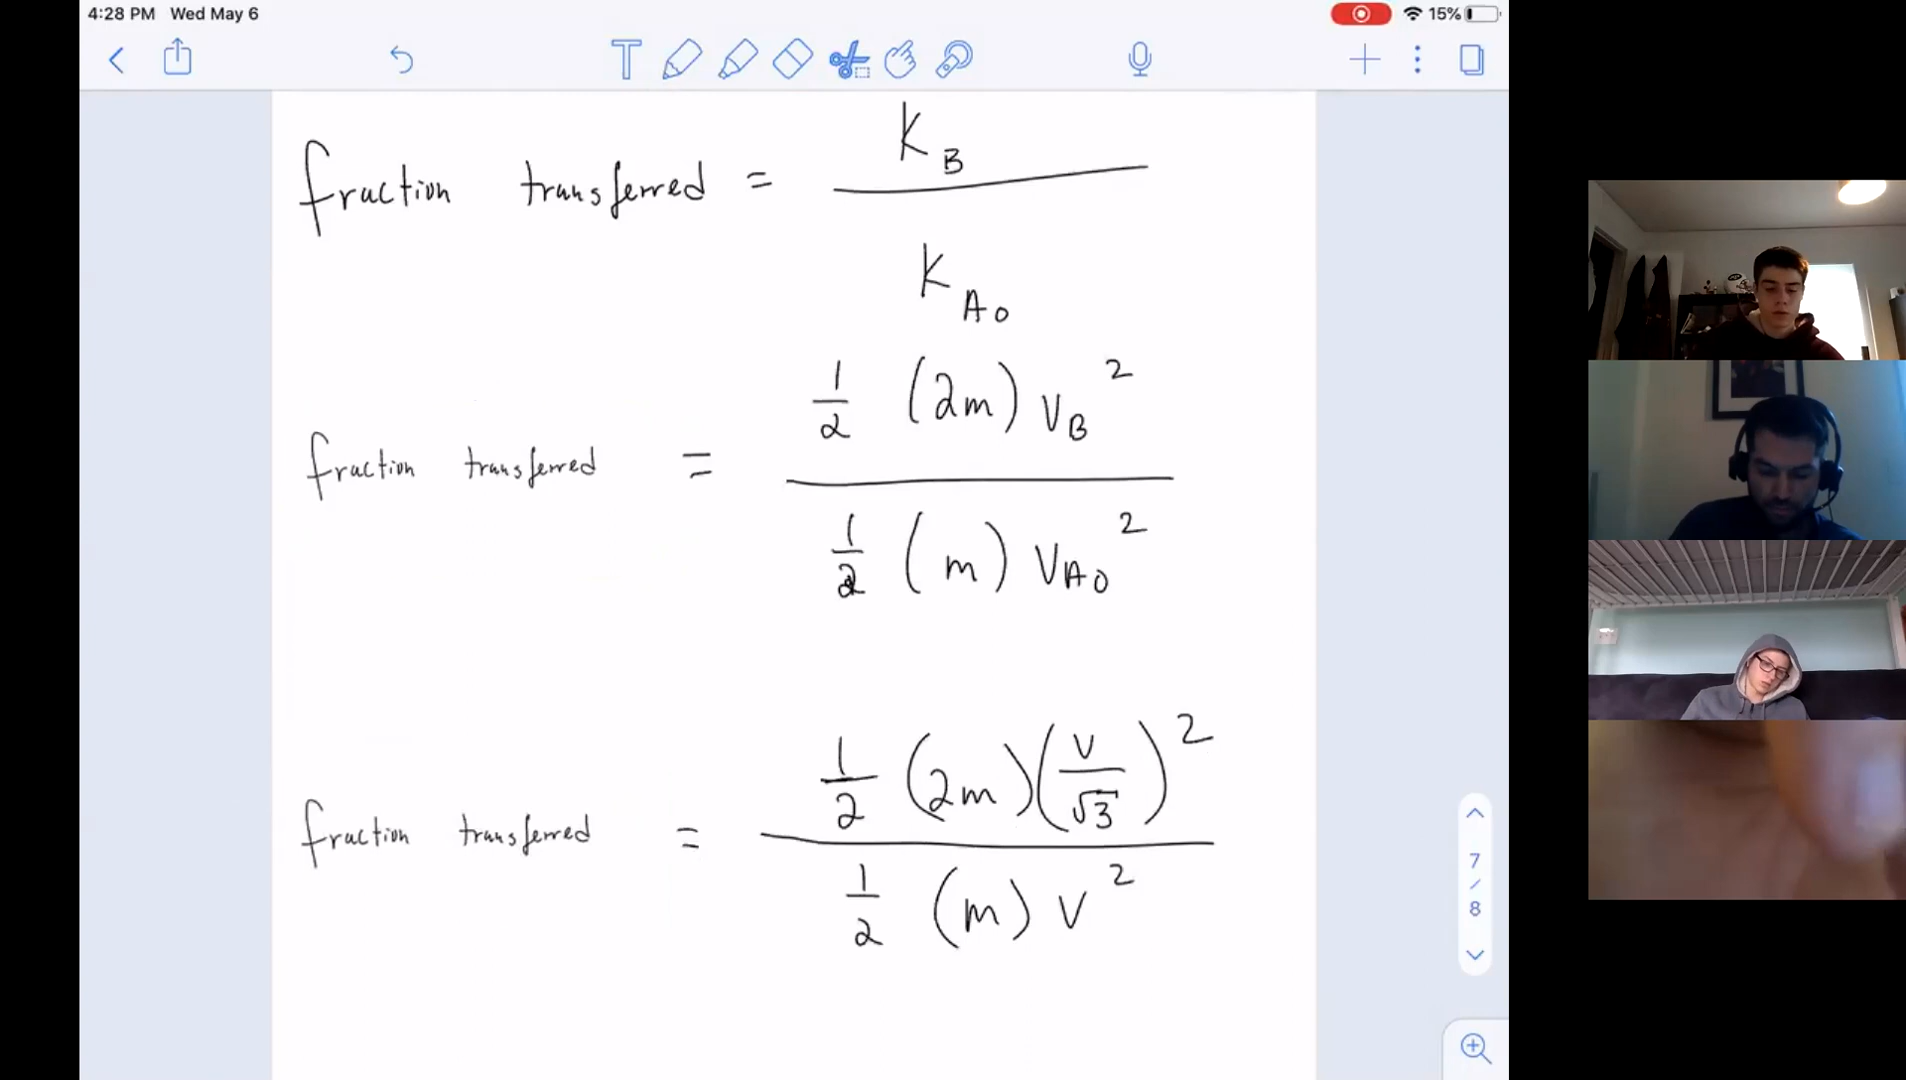 4:28 PM Wed May 6
15%
T
fraction transferred = K_B / K_A0
fraction transferred = 1/2 (2m) v_B^2 / 1/2 (m) v_A0^2
fraction transferred = 1/2 (2m) (v/√3)^2 / 1/2 (m) v^2
7 / 8